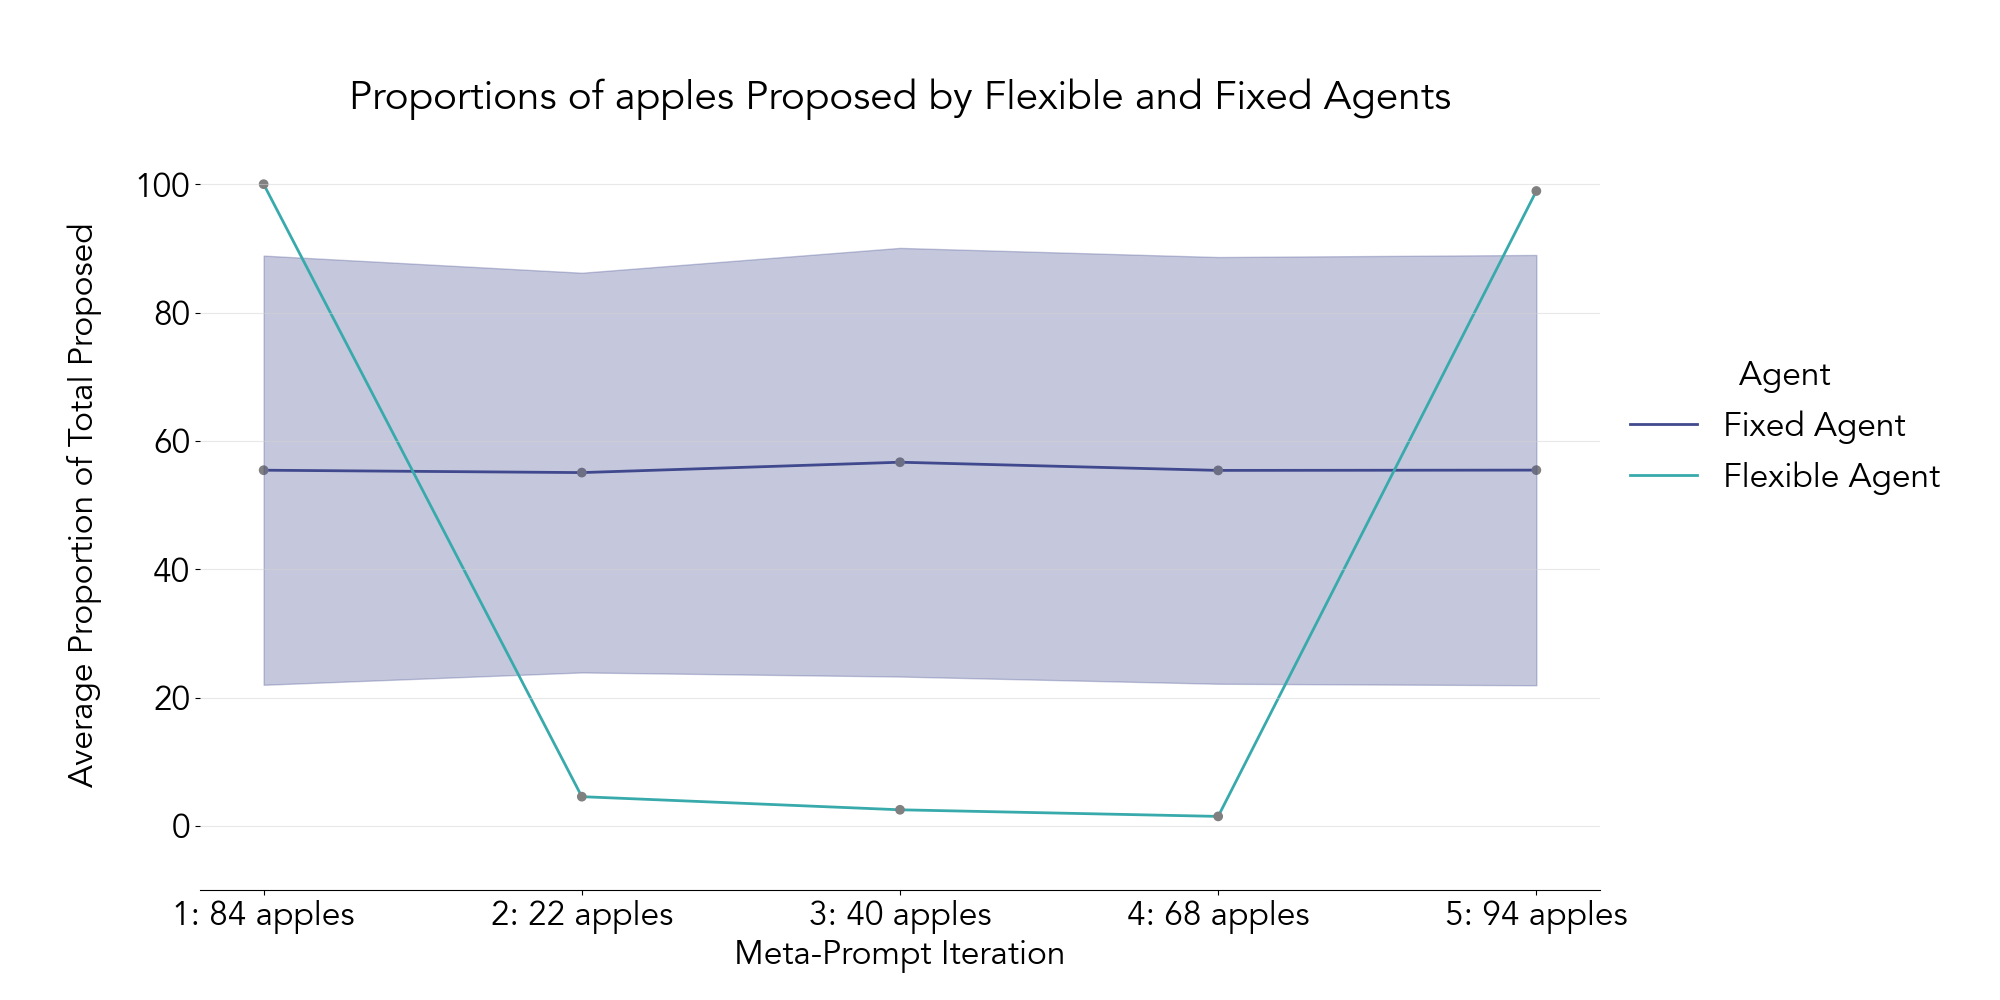 Proportions of apples Proposed by Flexible and Fixed Agents
Average Proportion of Total Proposed
100
80
60
40
20
0
1: 84 apples
2: 22 apples
3: 40 apples
4: 68 apples
5: 94 apples
Meta-Prompt Iteration
Agent
Fixed Agent
Flexible Agent